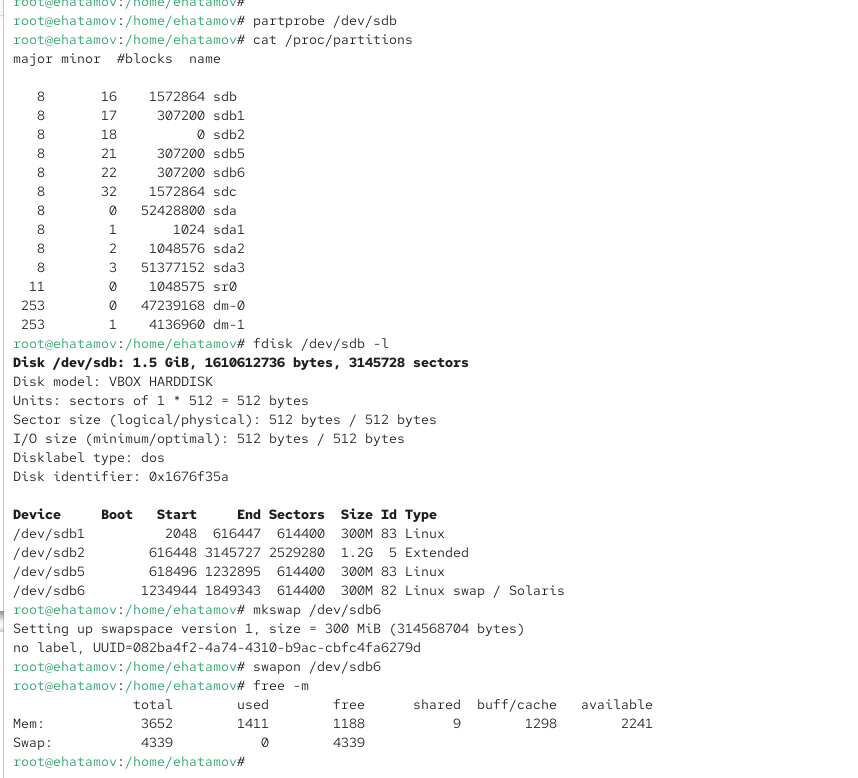 root@ehatamov:/home/ehatamov#
root@ehatamov:/home/ehatamov# partprobe /dev/sdb
root@ehatamov:/home/ehatamov# cat /proc/partitions
major minor  #blocks  name

   8       16    1572864 sdb
   8       17     307200 sdb1
   8       18          0 sdb2
   8       21     307200 sdb5
   8       22     307200 sdb6
   8       32    1572864 sdc
   8        0   52428800 sda
   8        1       1024 sda1
   8        2    1048576 sda2
   8        3   51377152 sda3
  11        0    1048575 sr0
 253        0   47239168 dm-0
 253        1    4136960 dm-1
root@ehatamov:/home/ehatamov# fdisk /dev/sdb -l
Disk /dev/sdb: 1.5 GiB, 1610612736 bytes, 3145728 sectors
Disk model: VBOX HARDDISK
Units: sectors of 1 * 512 = 512 bytes
Sector size (logical/physical): 512 bytes / 512 bytes
I/O size (minimum/optimal): 512 bytes / 512 bytes
Disklabel type: dos
Disk identifier: 0x1676f35a

Device     Boot   Start     End Sectors  Size Id Type
/dev/sdb1          2048  616447  614400  300M 83 Linux
/dev/sdb2        616448 3145727 2529280  1.2G  5 Extended
/dev/sdb5        618496 1232895  614400  300M 83 Linux
/dev/sdb6       1234944 1849343  614400  300M 82 Linux swap / Solaris
root@ehatamov:/home/ehatamov# mkswap /dev/sdb6
Setting up swapspace version 1, size = 300 MiB (314568704 bytes)
no label, UUID=082ba4f2-4a74-4310-b9ac-cbfc4fa6279d
root@ehatamov:/home/ehatamov# swapon /dev/sdb6
root@ehatamov:/home/ehatamov# free -m
               total        used        free      shared  buff/cache   available
Mem:            3652        1411        1188           9        1298        2241
Swap:           4339           0        4339
root@ehatamov:/home/ehatamov#